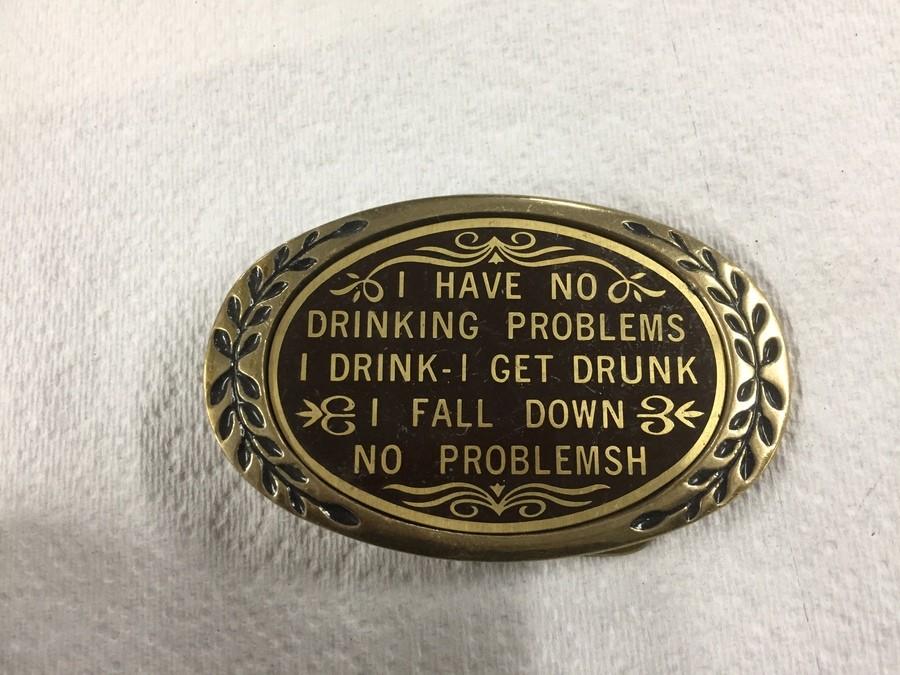 I HAVE NO
DRINKING PROBLEMS
I DRINK-I GET DRUNK
I FALL DOWN
NO PROBLEMSH